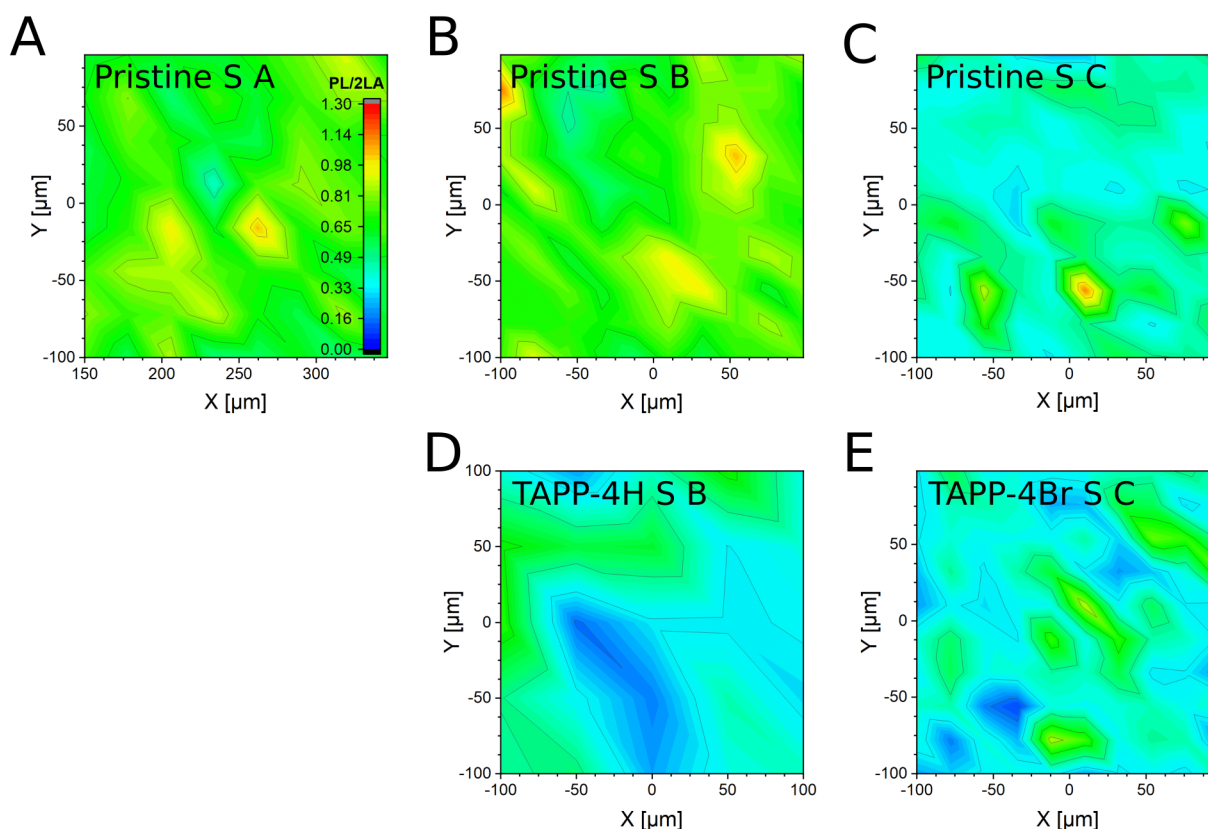 A
Pristine S A
PL/2LA
1.30
1.14
0.98
0.81
0.65
0.49
0.33
0.16
0.00
50
0
-50
-100
Y [µm]
150 200 250 300
X [µm]
B
Pristine S B
50
0
-50
-100
Y [µm]
-100 -50 0 50
X [µm]
C
Pristine S C
50
0
-50
-100
Y [µm]
-100 -50 0 50
X [µm]
D
TAPP-4H S B
100
50
0
-50
-100
Y [µm]
-100 -50 0 50 100
X [µm]
E
TAPP-4Br S C
50
0
-50
-100
Y [µm]
-100 -50 0 50
X [µm]